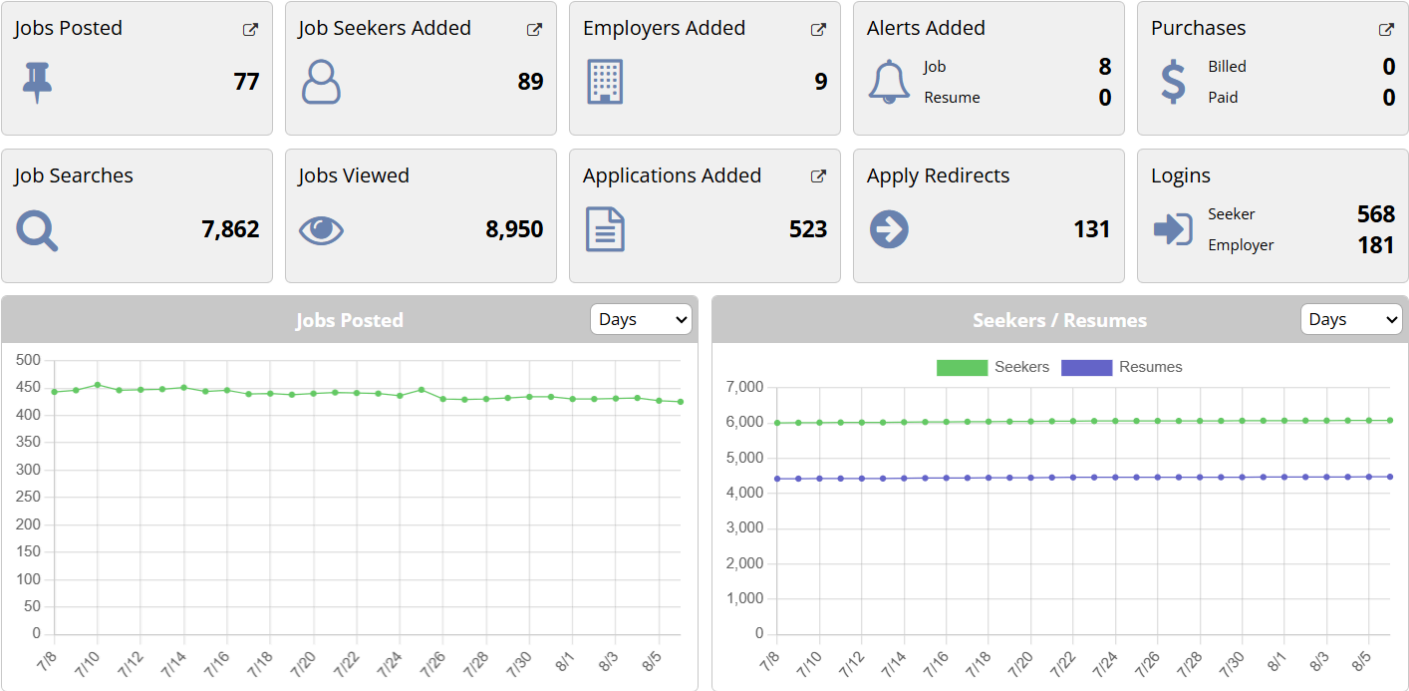 Jobs Posted
77
Job Seekers Added
89
Employers Added
9
Alerts Added
Job 8
Resume 0
Purchases
Billed 0
Paid 0
Job Searches
7,862
Jobs Viewed
8,950
Applications Added
523
Apply Redirects
131
Logins
Seeker 568
Employer 181
Jobs Posted
Days
500
450
400
350
300
250
200
150
100
50
0
7/8 7/10 7/12 7/14 7/16 7/18 7/20 7/22 7/24 7/26 7/28 7/30 8/1 8/3 8/5
Seekers / Resumes
Days
Seekers Resumes
7,000
6,000
5,000
4,000
3,000
2,000
1,000
0
7/8 7/10 7/12 7/14 7/16 7/18 7/20 7/22 7/24 7/26 7/28 7/30 8/1 8/3 8/5